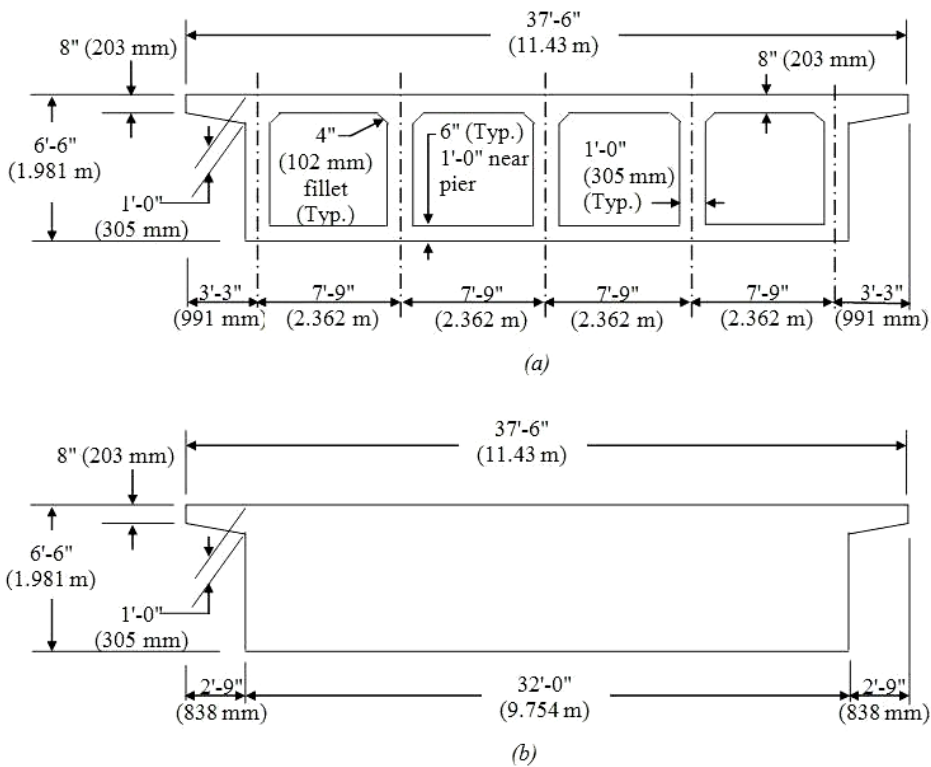 37'-6"
(11.43 m)
8" (203 mm)
8" (203 mm)
6'-6"
(1.981 m)
4"
(102 mm)
fillet
(Typ.)
6" (Typ.)
1'-0" near
pier
1'-0"
(305 mm)
(Typ.)
1'-0"
(305 mm)
3'-3"
(991 mm)
7'-9"
(2.362 m)
7'-9"
(2.362 m)
7'-9"
(2.362 m)
7'-9"
(2.362 m)
3'-3"
(991 mm)
(a)
37'-6"
(11.43 m)
8" (203 mm)
6'-6"
(1.981 m)
1'-0"
(305 mm)
2'-9"
(838 mm)
32'-0"
(9.754 m)
2'-9"
(838 mm)
(b)